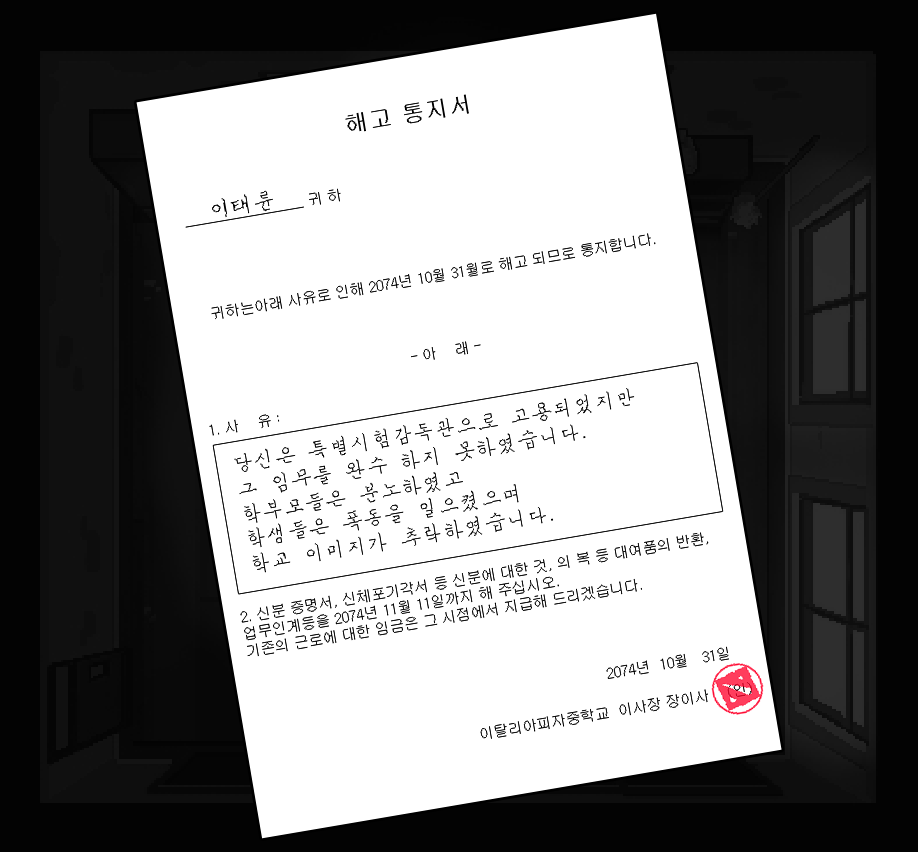 해고 통지서
이태륜 귀 하
귀하는아래 사유로 인해 2074년 10월 31일로 해고 되므로 통지합니다.
- 아 래 -
1. 사 유 :
당신은 특별시험감독관으로 고용되었지만
그 임무를 완수 하지 못하였습니다.
학부모들은 분노하였고
학생들은 폭동을 일으켰으며
학교 이미지가 추락하였습니다.
2. 신분 증명서, 신체포기각서 등 신분에 대한 것, 의 복 등 대여품의 반환,
업무인계등을 2074년 11월 11일까지 해 주십시오.
기존의 근로에 대한 임금은 그 시점에서 지급해 드리겠습니다.
2074년 10월 31일
이탈리아피자중학교 이사장 장이사 (인)